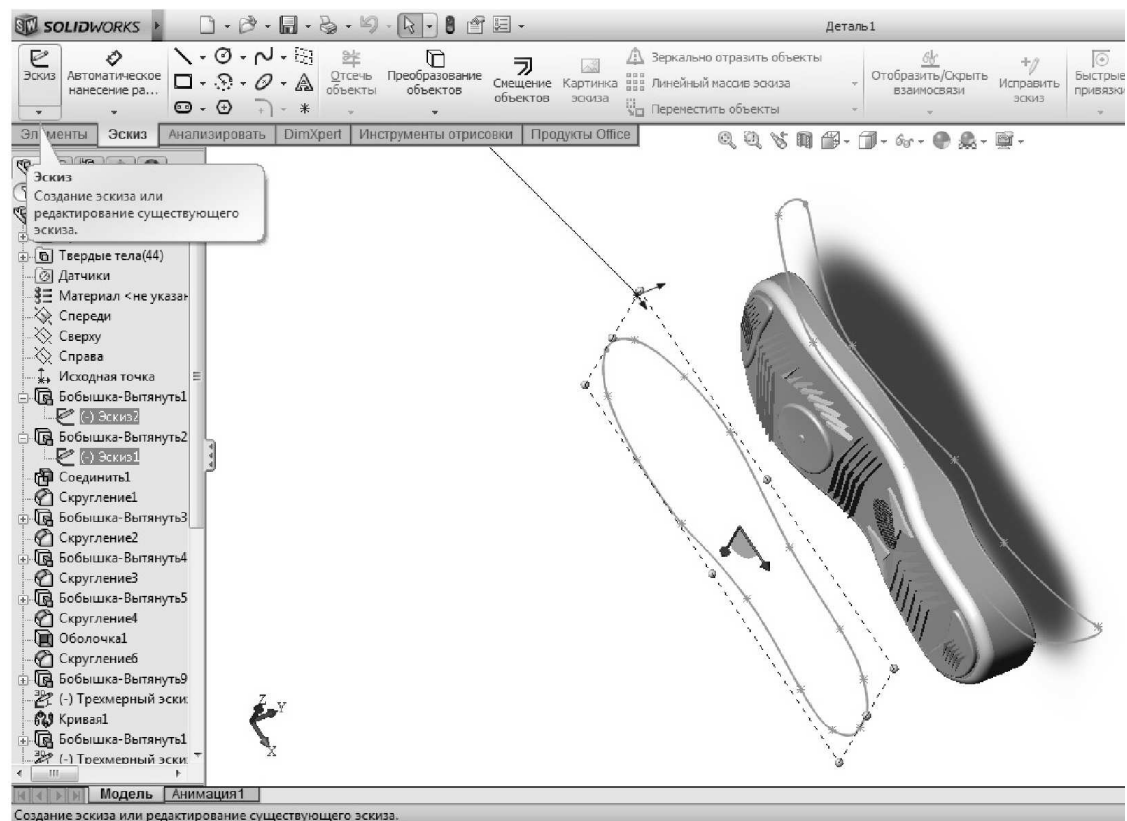 SOLIDWORKS
Деталь1
Эскиз
Автоматическое
нанесение ра...
Отсечь
объекты
Преобразование
объектов
Смещение
объектов
Картинка
эскиза
Зеркально отразить объекты
Линейный массив эскиза
Переместить объекты
Отобразить/Скрыть
взаимосвязи
Исправить
эскиз
Быстрые
привязки
Элементы Эскиз Анализировать DimXpert Инструменты отрисовки Продукты Office
Эскиз
Создание эскиза или
редактирование существующего
эскиза.
Твердые тела(44)
Датчики
Материал <не указан
Спереди
Сверху
Справа
Исходная точка
Бобышка-Вытянуть1
(-) Эскиз2
Бобышка-Вытянуть2
(-) Эскиз1
Соединить1
Скругление1
Бобышка-Вытянуть3
Скругление2
Бобышка-Вытянуть4
Скругление3
Бобышка-Вытянуть5
Скругление4
Оболочка1
Скругление6
Бобышка-Вытянуть9
(-) Трехмерный эски
Кривая1
Бобышка-Вытянуть1
(-) Трехмерный эски
Z
Y
X
Модель Анимация1
Создание эскиза или редактирование существующего эскиза.